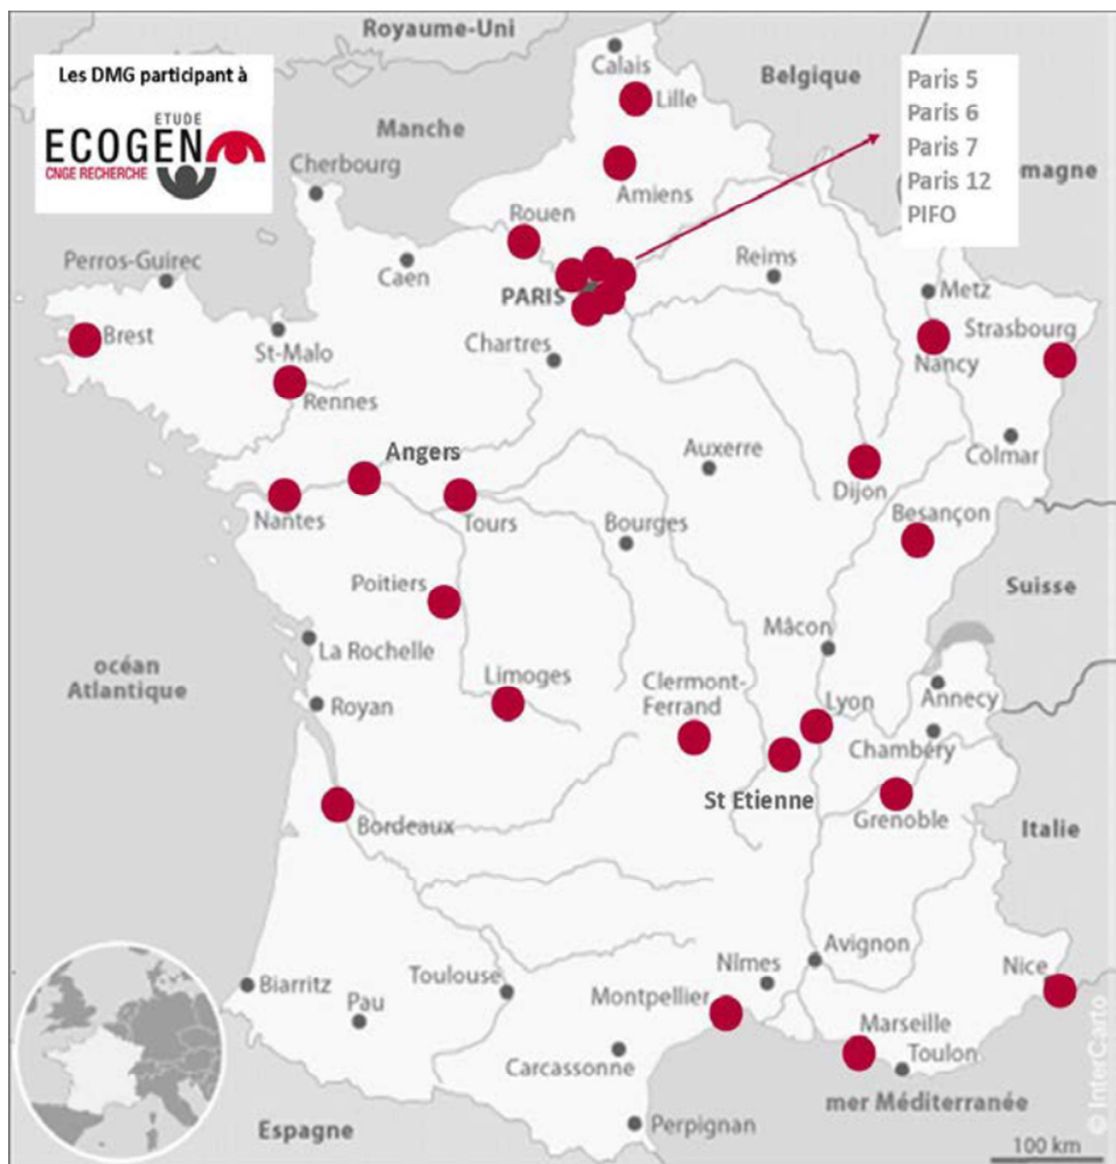 Royaume-Uni
Les DMG participant à
ETUDE
ECOGEN
CNGE RECHERCHE
Calais
Lille
Belgique
Paris 5
Paris 6
Paris 7
Paris 12
PIFO
magne
Manche
Cherbourg
Amiens
Rouen
Perros-Guirec
Caen
Reims
PARIS
Metz
Brest
St-Malo
Chartres
Strasbourg
Nancy
Rennes
Angers
Auxerre
Colmar
Dijon
Nantes
Tours
Bourges
Besançon
Poitiers
Suisse
Mâcon
La Rochelle
océan
Atlantique
Limoges
Clermont-
Ferrand
Royan
Lyon
Annecy
Chambéry
St Etienne
Grenoble
Bordeaux
Italie
Avignon
Nîmes
Nice
Biarritz
Toulouse
Pau
Montpellier
Marseille
Toulon
Carcassonne
mer Méditerranée
Espagne
Perpignan
© InterCarto
100 km